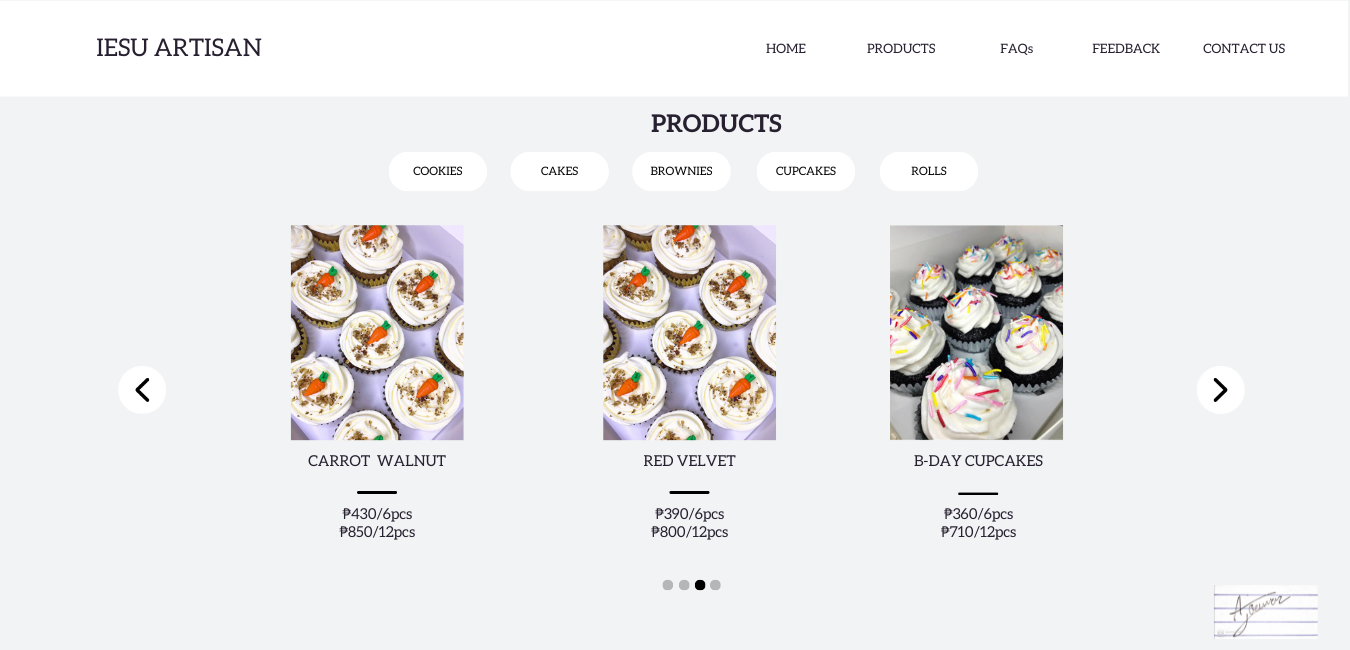 IESU ARTISAN
HOME PRODUCTS FAQs FEEDBACK CONTACT US
PRODUCTS
COOKIES CAKES BROWNIES CUPCAKES ROLLS
CARROT WALNUT
₱430/6pcs
₱850/12pcs
RED VELVET
₱390/6pcs
₱800/12pcs
B-DAY CUPCAKES
₱360/6pcs
₱710/12pcs